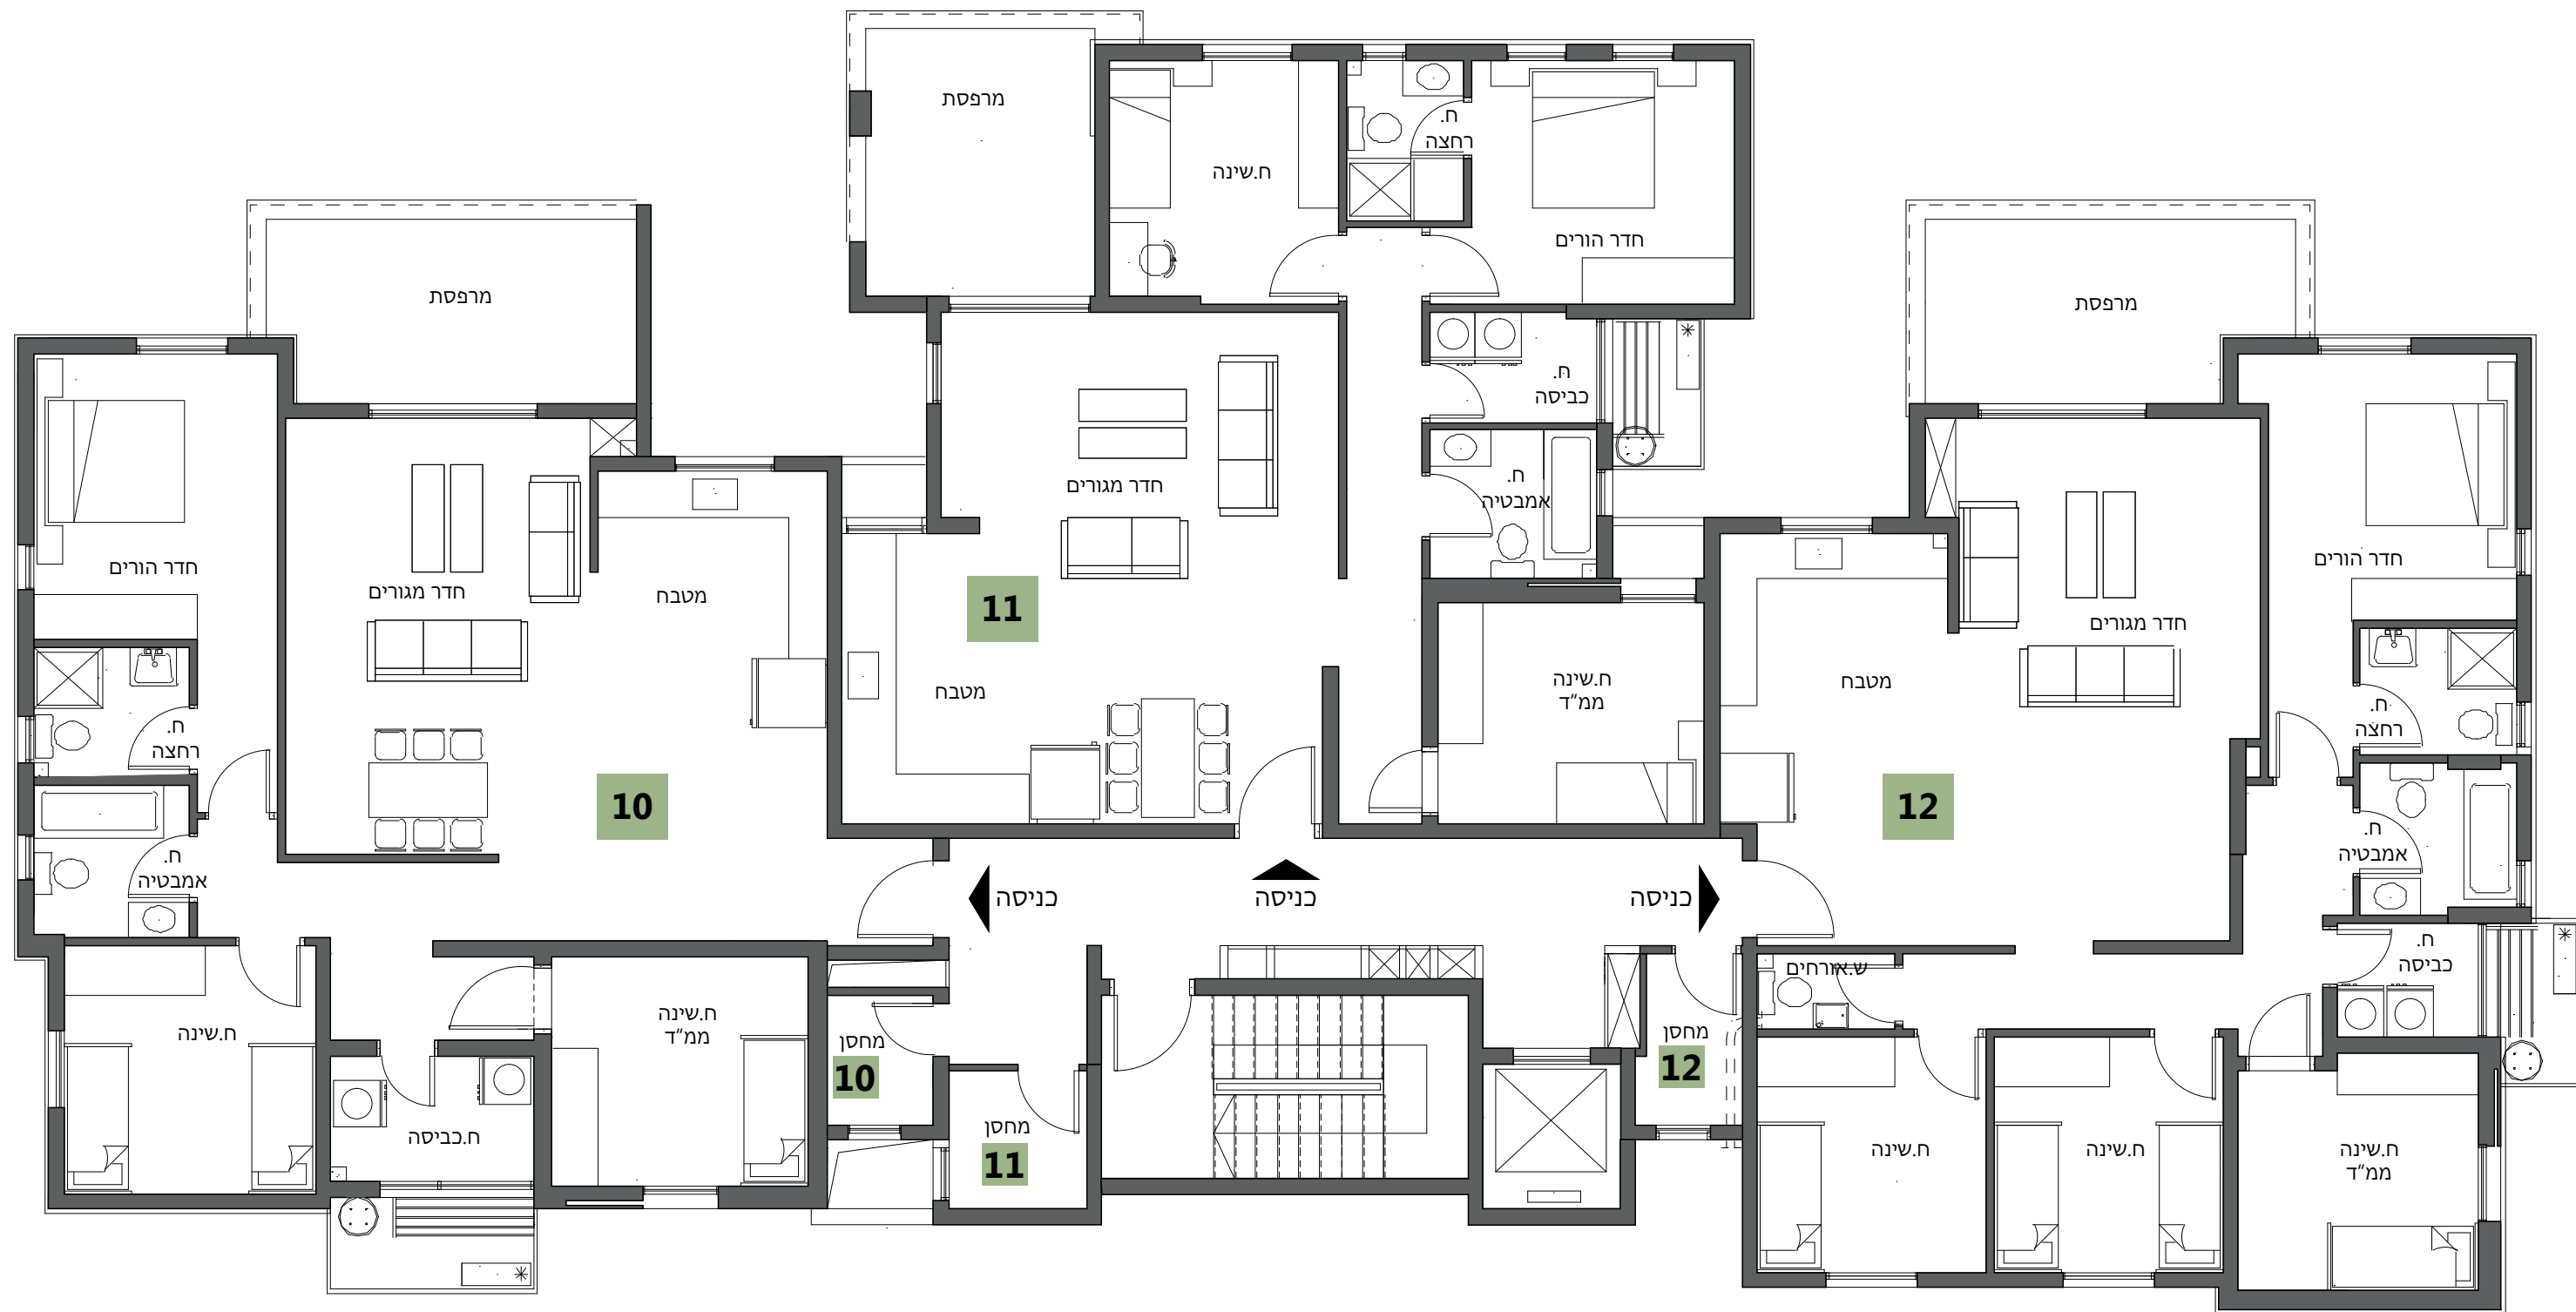 מרפסת
ח.שינה
ח.
רחצה
חדר הורים
מרפסת
מרפסת
ח.
כביסה
חדר מגורים
ח.
אמבטיה
חדר הורים
חדר מגורים
מטבח
11
חדר הורים
חדר מגורים
ח.שינה
ממ״ד
מטבח
מטבח
ח.
רחצה
ח.
רחצה
10
12
ח.
אמבטיה
ח.
אמבטיה
כניסה
כניסה
כניסה
ח.
כביסה
ש.אורחים
ח.שינה
ח.שינה
ממ״ד
מחסן
10
מחסן
12
ח.כביסה
מחסן
11
ח.שינה
ח.שינה
ח.שינה
ממ״ד